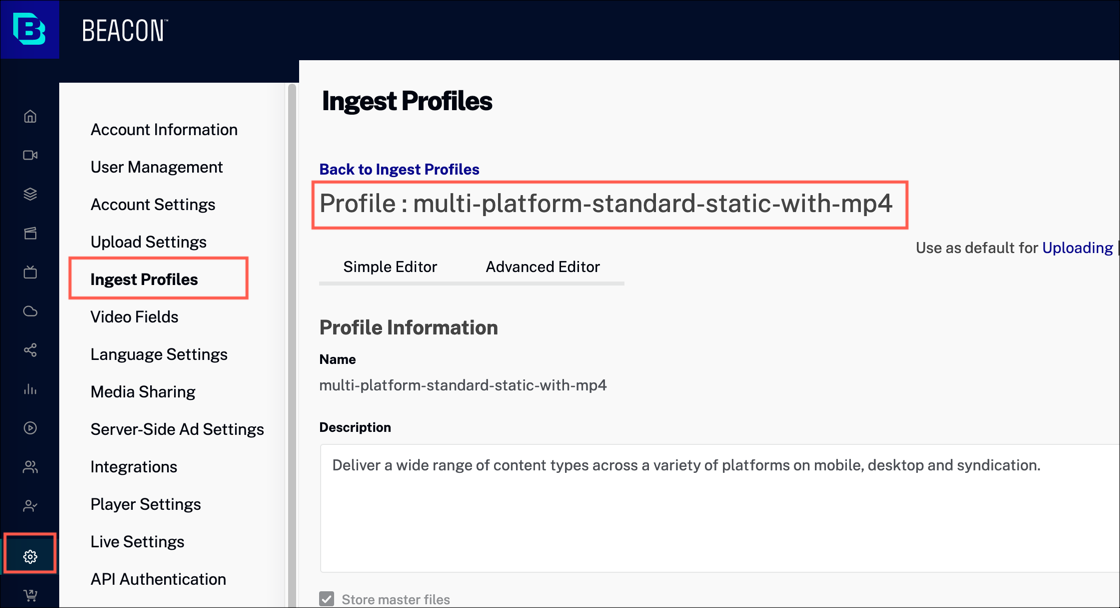 BEACON™
Account Information
User Management
Account Settings
Upload Settings
Ingest Profiles
Video Fields
Language Settings
Media Sharing
Server-Side Ad Settings
Integrations
Player Settings
Live Settings
API Authentication
Ingest Profiles
Back to Ingest Profiles
Profile : multi-platform-standard-static-with-mp4
Use as default for Uploading |
Simple Editor Advanced Editor
Profile Information
Name
multi-platform-standard-static-with-mp4
Description
Deliver a wide range of content types across a variety of platforms on mobile, desktop and syndication.
Store master files